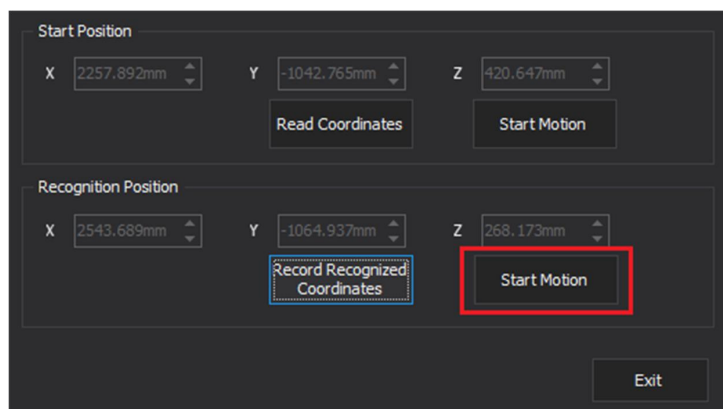 Start Position
X 2257.892mm Y -1042.765mm Z 420.647mm
Read Coordinates Start Motion
Recognition Position
X 2543.689mm Y -1064.937mm Z 268.173mm
Record Recognized
Coordinates
Start Motion
Exit